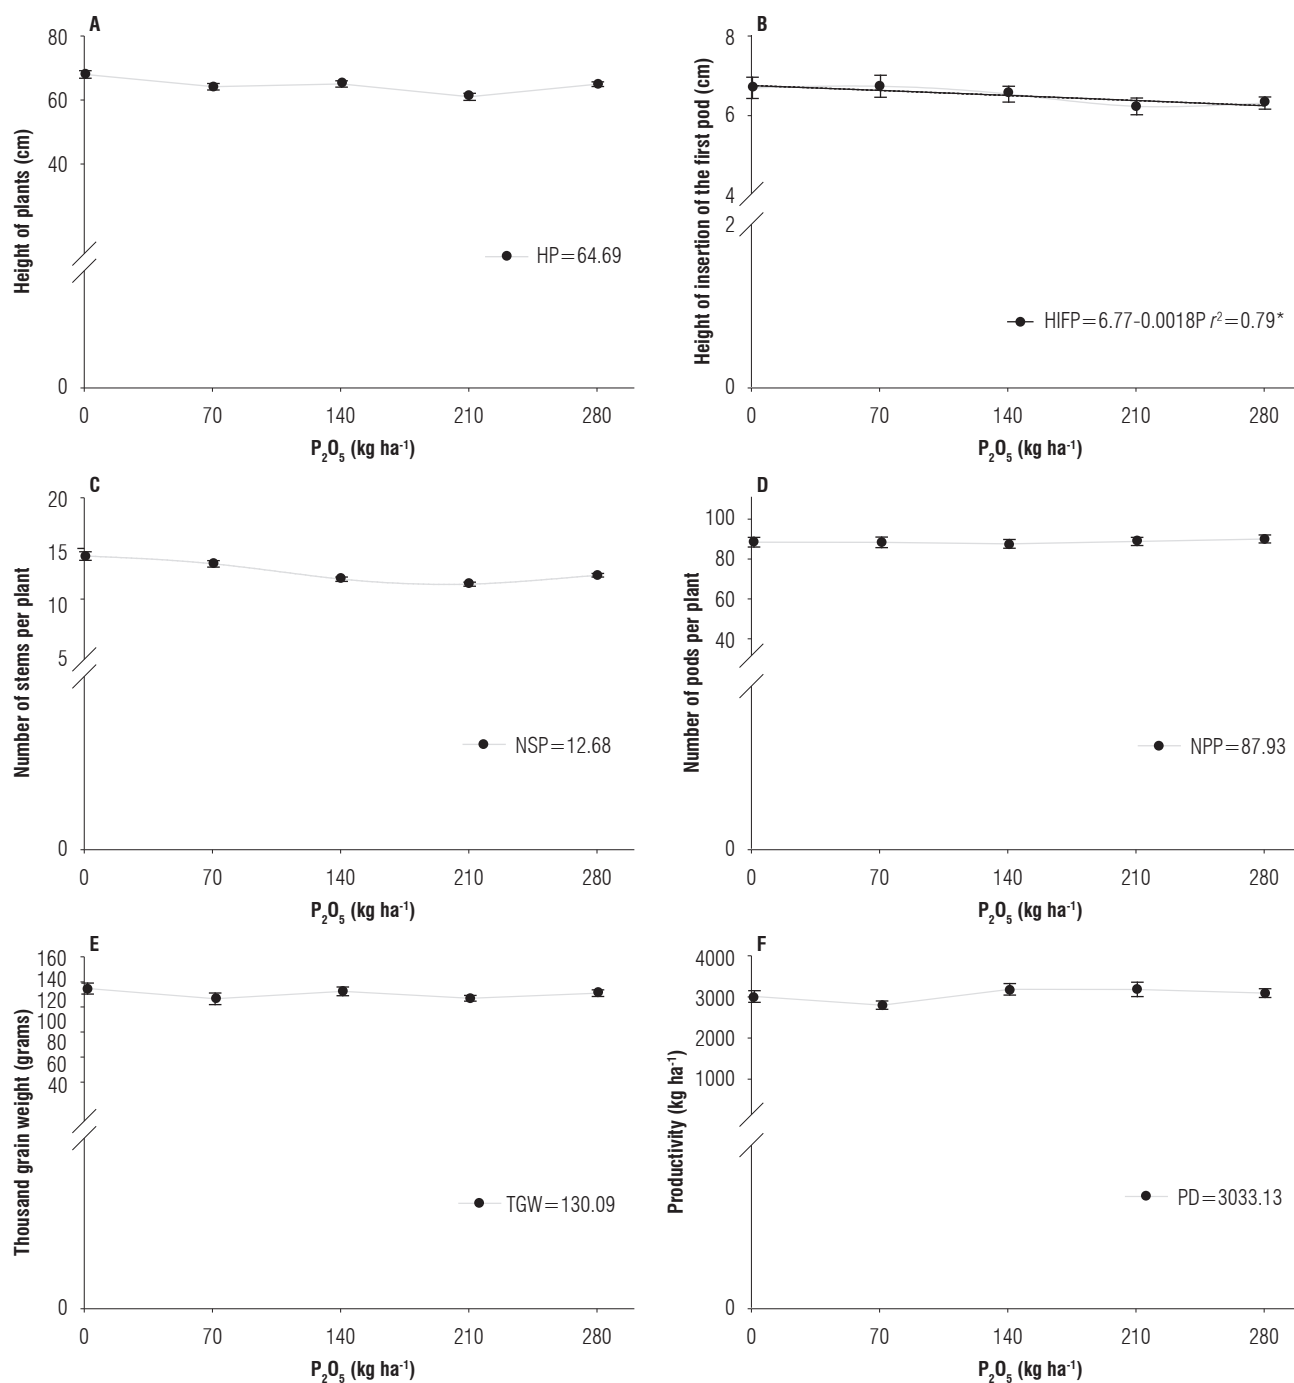 A
Height of plants (cm)
80
60
40
0
HP=64.69
0 70 140 210 280
P₂O₅ (kg ha⁻¹)
B
Height of insertion of the first pod (cm)
8
6
4
2
0
HIFP=6.77-0.0018P r²=0.79*
0 70 140 210 280
P₂O₅ (kg ha⁻¹)
C
Number of stems per plant
20
15
10
5
0
NSP=12.68
0 70 140 210 280
P₂O₅ (kg ha⁻¹)
D
Number of pods per plant
100
80
60
40
0
NPP=87.93
0 70 140 210 280
P₂O₅ (kg ha⁻¹)
E
Thousand grain weight (grams)
160
140
120
100
80
60
40
0
TGW=130.09
0 70 140 210 280
P₂O₅ (kg ha⁻¹)
F
Productivity (kg ha⁻¹)
4000
3000
2000
1000
0
PD=3033.13
0 70 140 210 280
P₂O₅ (kg ha⁻¹)